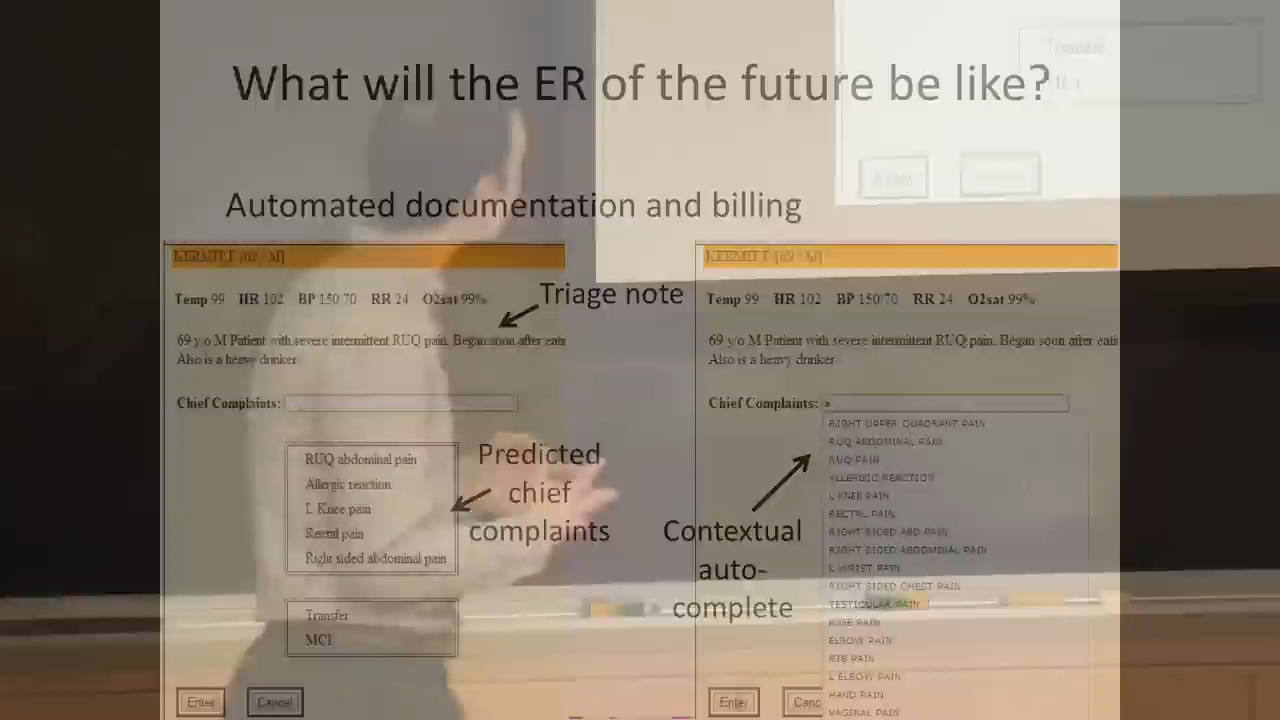 What will the ER of the future be like?
Automated documentation and billing
Triage note
Temp 99 HR 102 BP 150/70 RR 24 O2sat 99%
69 y/o M Patient with severe intermittent RUQ pain. Began soon after eatin
Also is a heavy drinker
Chief Complaints:
RUQ abdominal pain
Allergic reaction
L Knee pain
Rectal pain
Right sided abdominal pain
Predicted
chief
complaints
Transfer
MCI
Enter Cancel
Temp 99 HR 102 BP 150/70 RR 24 O2sat 99%
69 y/o M Patient with severe intermittent RUQ pain. Began soon after eatin
Also is a heavy drinker
Chief Complaints:
RIGHT UPPER QUADRANT PAIN
RUQ ABDOMINAL PAIN
RUQ PAIN
ALLERGIC REACTION
L KNEE PAIN
RECTAL PAIN
RIGHT SIDED ABD PAIN
RIGHT SIDED ABDOMINAL PAIN
L WRIST PAIN
RIGHT SIDED CHEST PAIN
TESTICULAR PAIN
KNEE PAIN
ELBOW PAIN
RIB PAIN
L ELBOW PAIN
HAND PAIN
VAGINAL PAIN
Contextual
auto-
complete
Enter Canc
Transfer